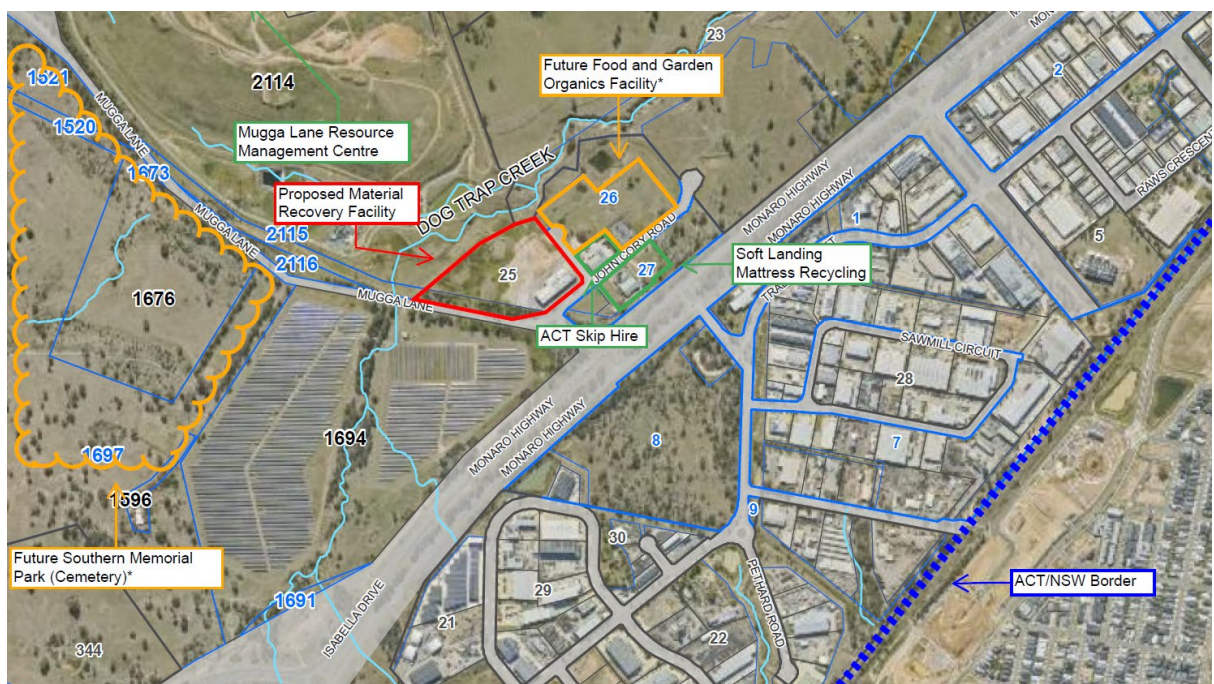 23
MONARO HIGHWAY
MONARO HIGHWAY
2
1521
2114
Future Food and Garden
Organics Facility*
1520
MUGGA LANE
Mugga Lane Resource
Management Centre
RAWS CRESCENT
1673
DOG TRAP CREEK
Proposed Material
Recovery Facility
26
MONARO HIGHWAY
MONARO HIGHWAY
1
MUGGA LANE
2115
JOHN CORY ROAD
5
25
27
Soft Landing
Mattress Recycling
2116
1676
MUGGA LANE
ACT Skip Hire
SAWMILL CIRCUIT
28
MONARO HIGHWAY
MONARO HIGHWAY
1694
8
7
1697
1596
9
Future Southern Memorial
Park (Cemetery)*
30
ACT/NSW Border
29
PETHARD ROAD
1691
ISABELLA DRIVE
21
22
344